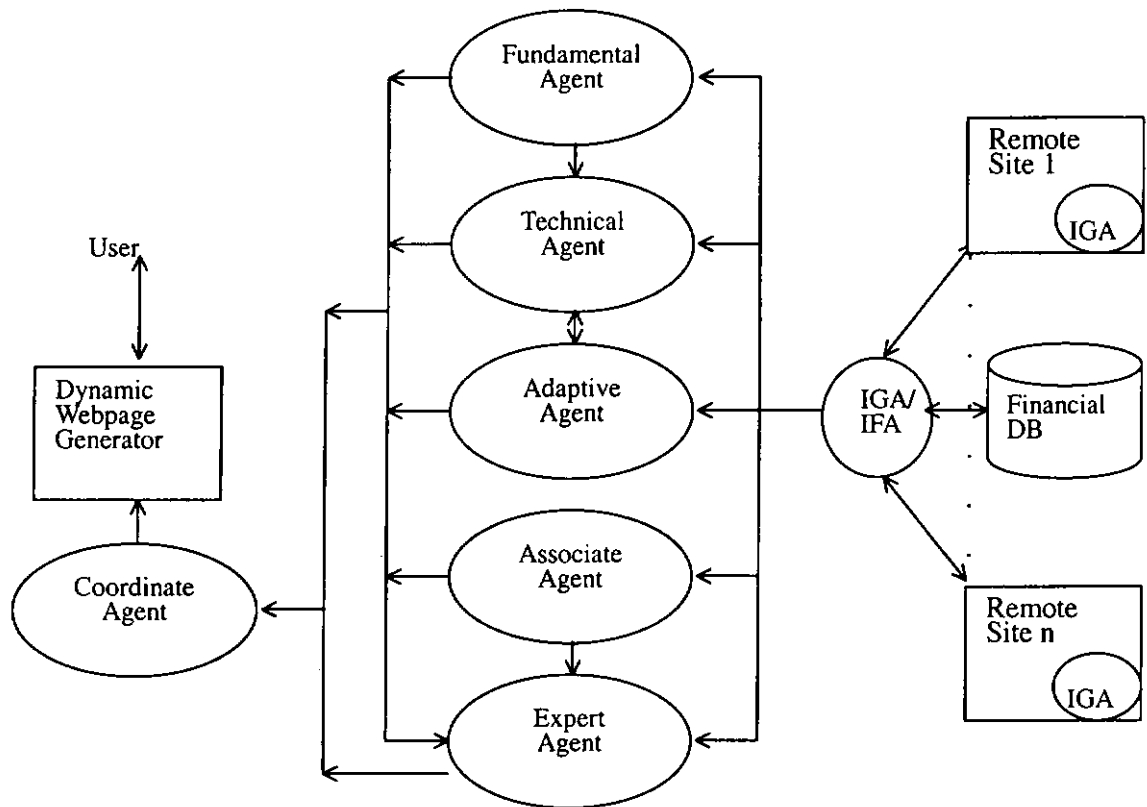 Fundamental
Agent
Technical
Agent
Adaptive
Agent
Associate
Agent
Expert
Agent
User
Dynamic
Webpage
Generator
Coordinate
Agent
IGA/
IFA
Remote
Site 1
IGA
Financial
DB
Remote
Site n
IGA